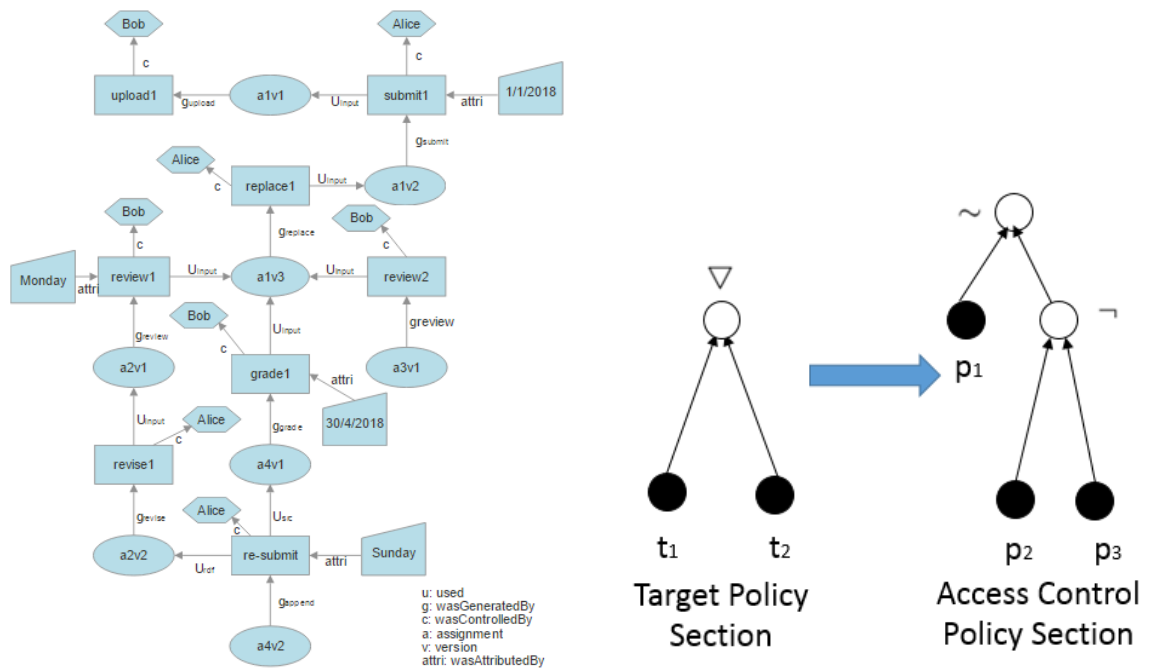 Bob
Alice
c
c
upload1
gupload
a1v1
Uinput
submit1
attri
1/1/2018
gsubmit
Alice
c
replace1
Uinput
a1v2
Bob
greplace
Bob
c
c
Monday
attri
review1
Uinput
a1v3
Uinput
review2
Bob
greview
Uinput
greview
c
a2v1
grade1
attri
a3v1
Uinput
Alice
ggrade
30/4/2018
c
revise1
a4v1
grevise
Alice
Usrc
c
a2v2
Urdf
re-submit
attri
Sunday
gappend
a4v2
u: used
g: wasGeneratedBy
c: wasControlledBy
a: assignment
v: version
attri: wasAttributedBy
▽
t1
t2
Target Policy
Section
~
p1
¬
p2
p3
Access Control
Policy Section